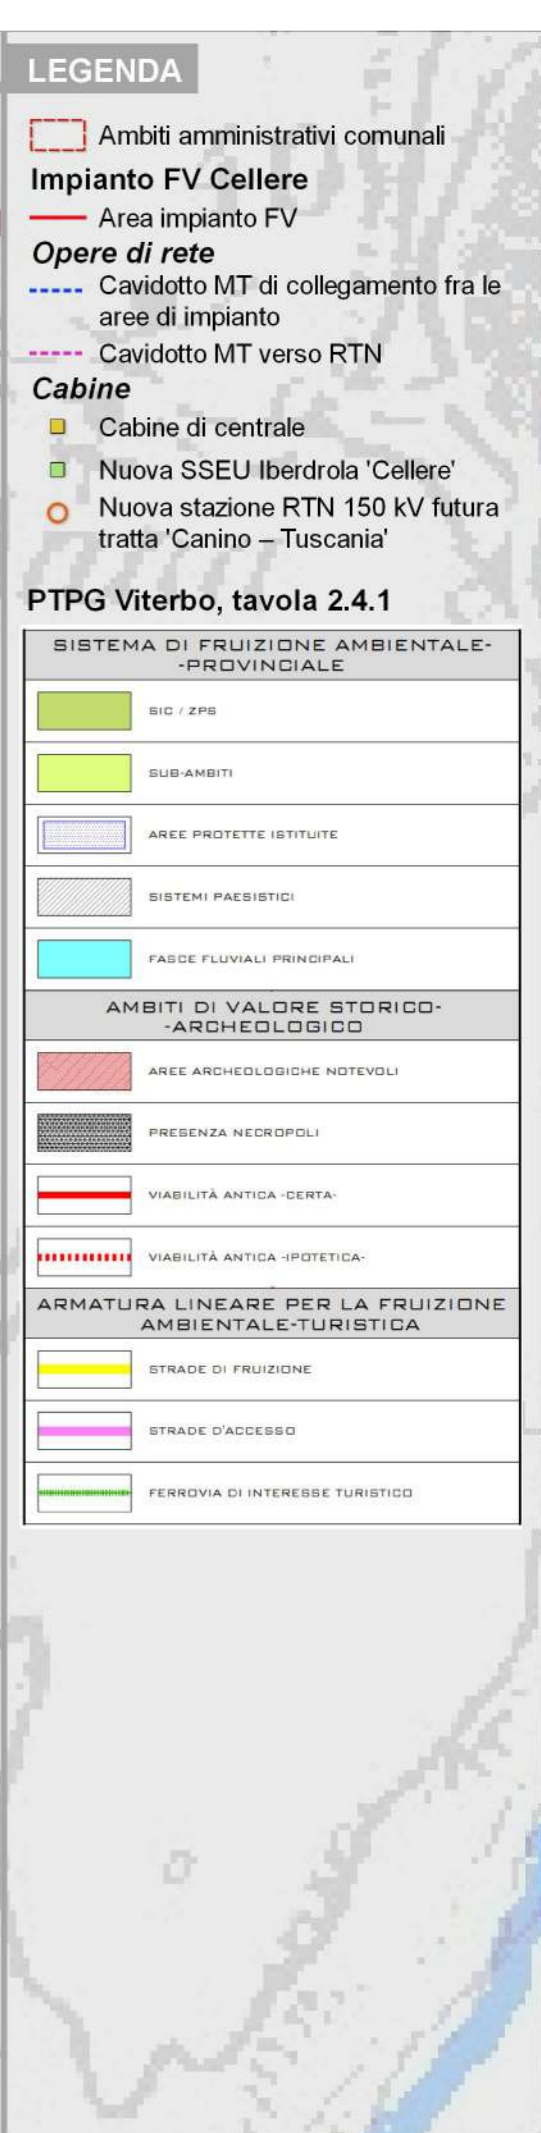 LEGENDA
Ambiti amministrativi comunali
Impianto FV Cellere
Area impianto FV
Opere di rete
Cavidotto MT di collegamento fra le
aree di impianto
Cavidotto MT verso RTN
Cabine
Cabine di centrale
Nuova SSEU Iberdrola 'Cellere'
Nuova stazione RTN 150 kV futura
tratta 'Canino – Tuscania'
PTPG Viterbo, tavola 2.4.1
SISTEMA DI FRUIZIONE AMBIENTALE-
-PROVINCIALE
SIC / ZPS
SUB-AMBITI
AREE PROTETTE ISTITUITE
SISTEMI PAESISTICI
FASCE FLUVIALI PRINCIPALI
AMBITI DI VALORE STORICO-
-ARCHEOLOGICO
AREE ARCHEOLOGICHE NOTEVOLI
PRESENZA NECROPOLI
VIABILITÀ ANTICA -CERTA-
VIABILITÀ ANTICA -IPOTETICA-
ARMATURA LINEARE PER LA FRUIZIONE
AMBIENTALE-TURISTICA
STRADE DI FRUIZIONE
STRADE D'ACCESSO
FERROVIA DI INTERESSE TURISTICO